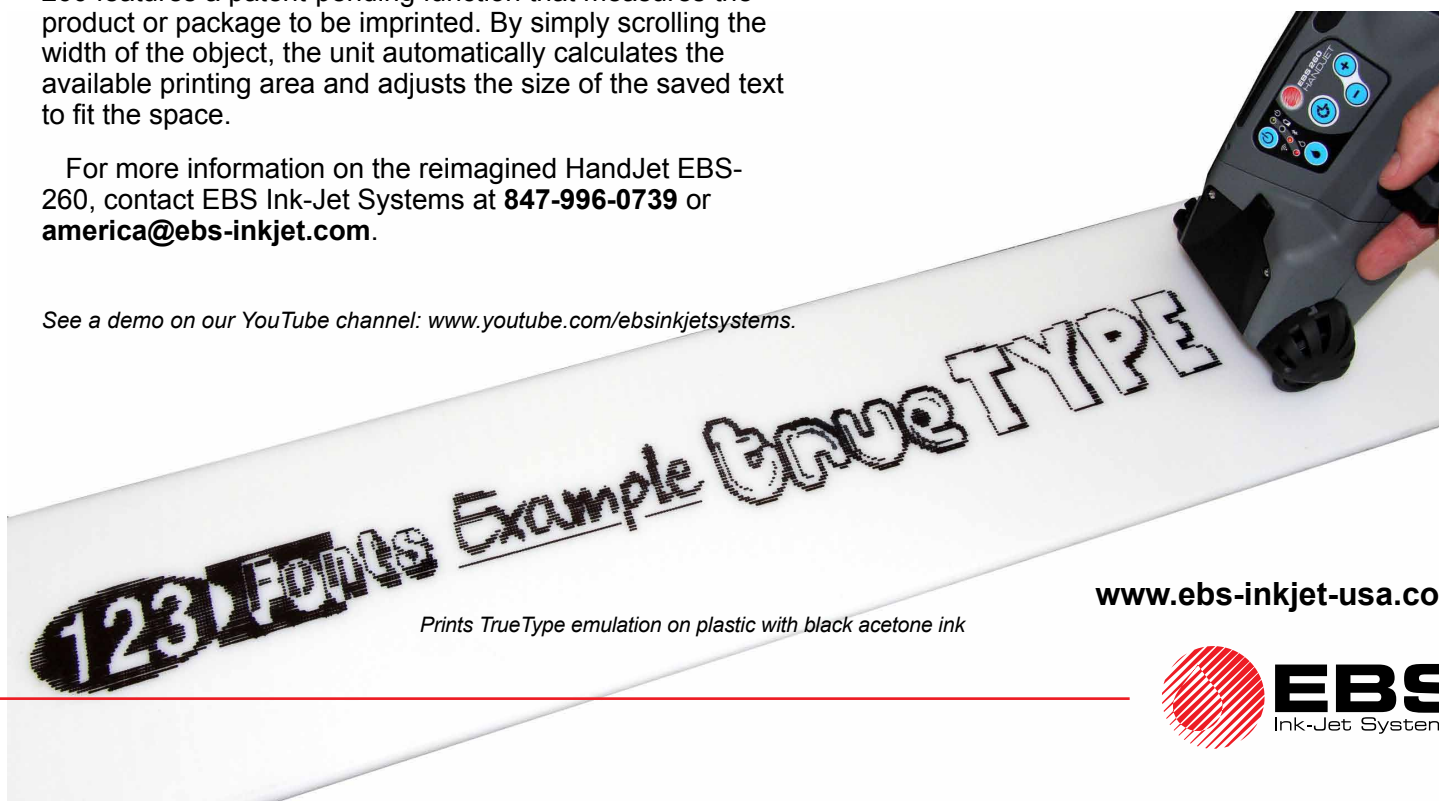 product or package to be imprinted. By simply scrolling the
width of the object, the unit automatically calculates the
available printing area and adjusts the size of the saved text
to fit the space.
For more information on the reimagined HandJet EBS-
260, contact EBS Ink-Jet Systems at 847-996-0739 or
america@ebs-inkjet.com.
EBS 260
HANDJET
See a demo on our YouTube channel: www.youtube.com/ebsinkjetsystems.
123 Fonts Example true TYPE
www.ebs-inkjet-usa.co
Prints TrueType emulation on plastic with black acetone ink
EBS
Ink-Jet System